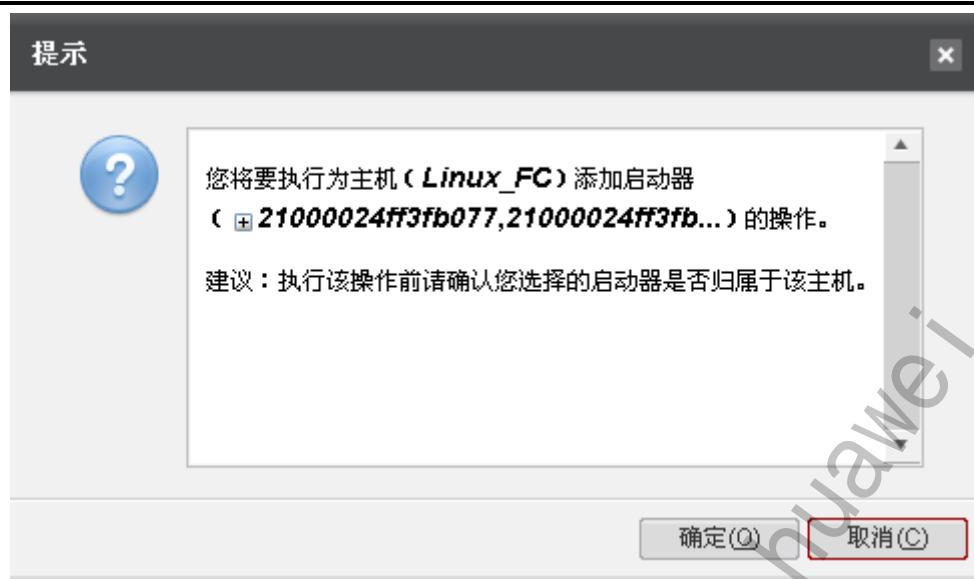 提示
您将要执行为主机(Linux_FC)添加启动器
(21000024ff3fb077,21000024ff3fb...)的操作。
建议:执行该操作前请确认您选择的启动器是否归属于该主机。
确定(O) 取消(C)
huawei